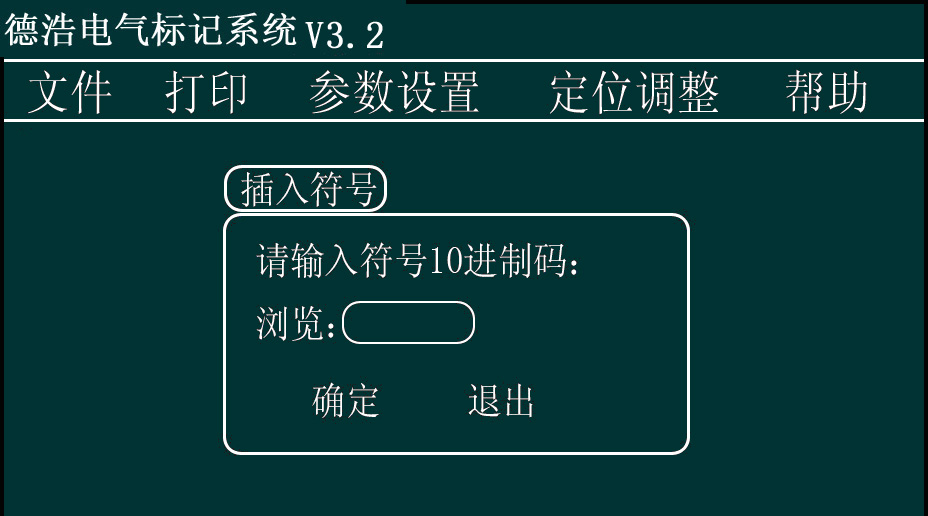 德浩电气标记系统 V3.2
文件 打印 参数设置 定位调整 帮助
插入符号
请输入符号10进制码:
浏览:
确定 退出